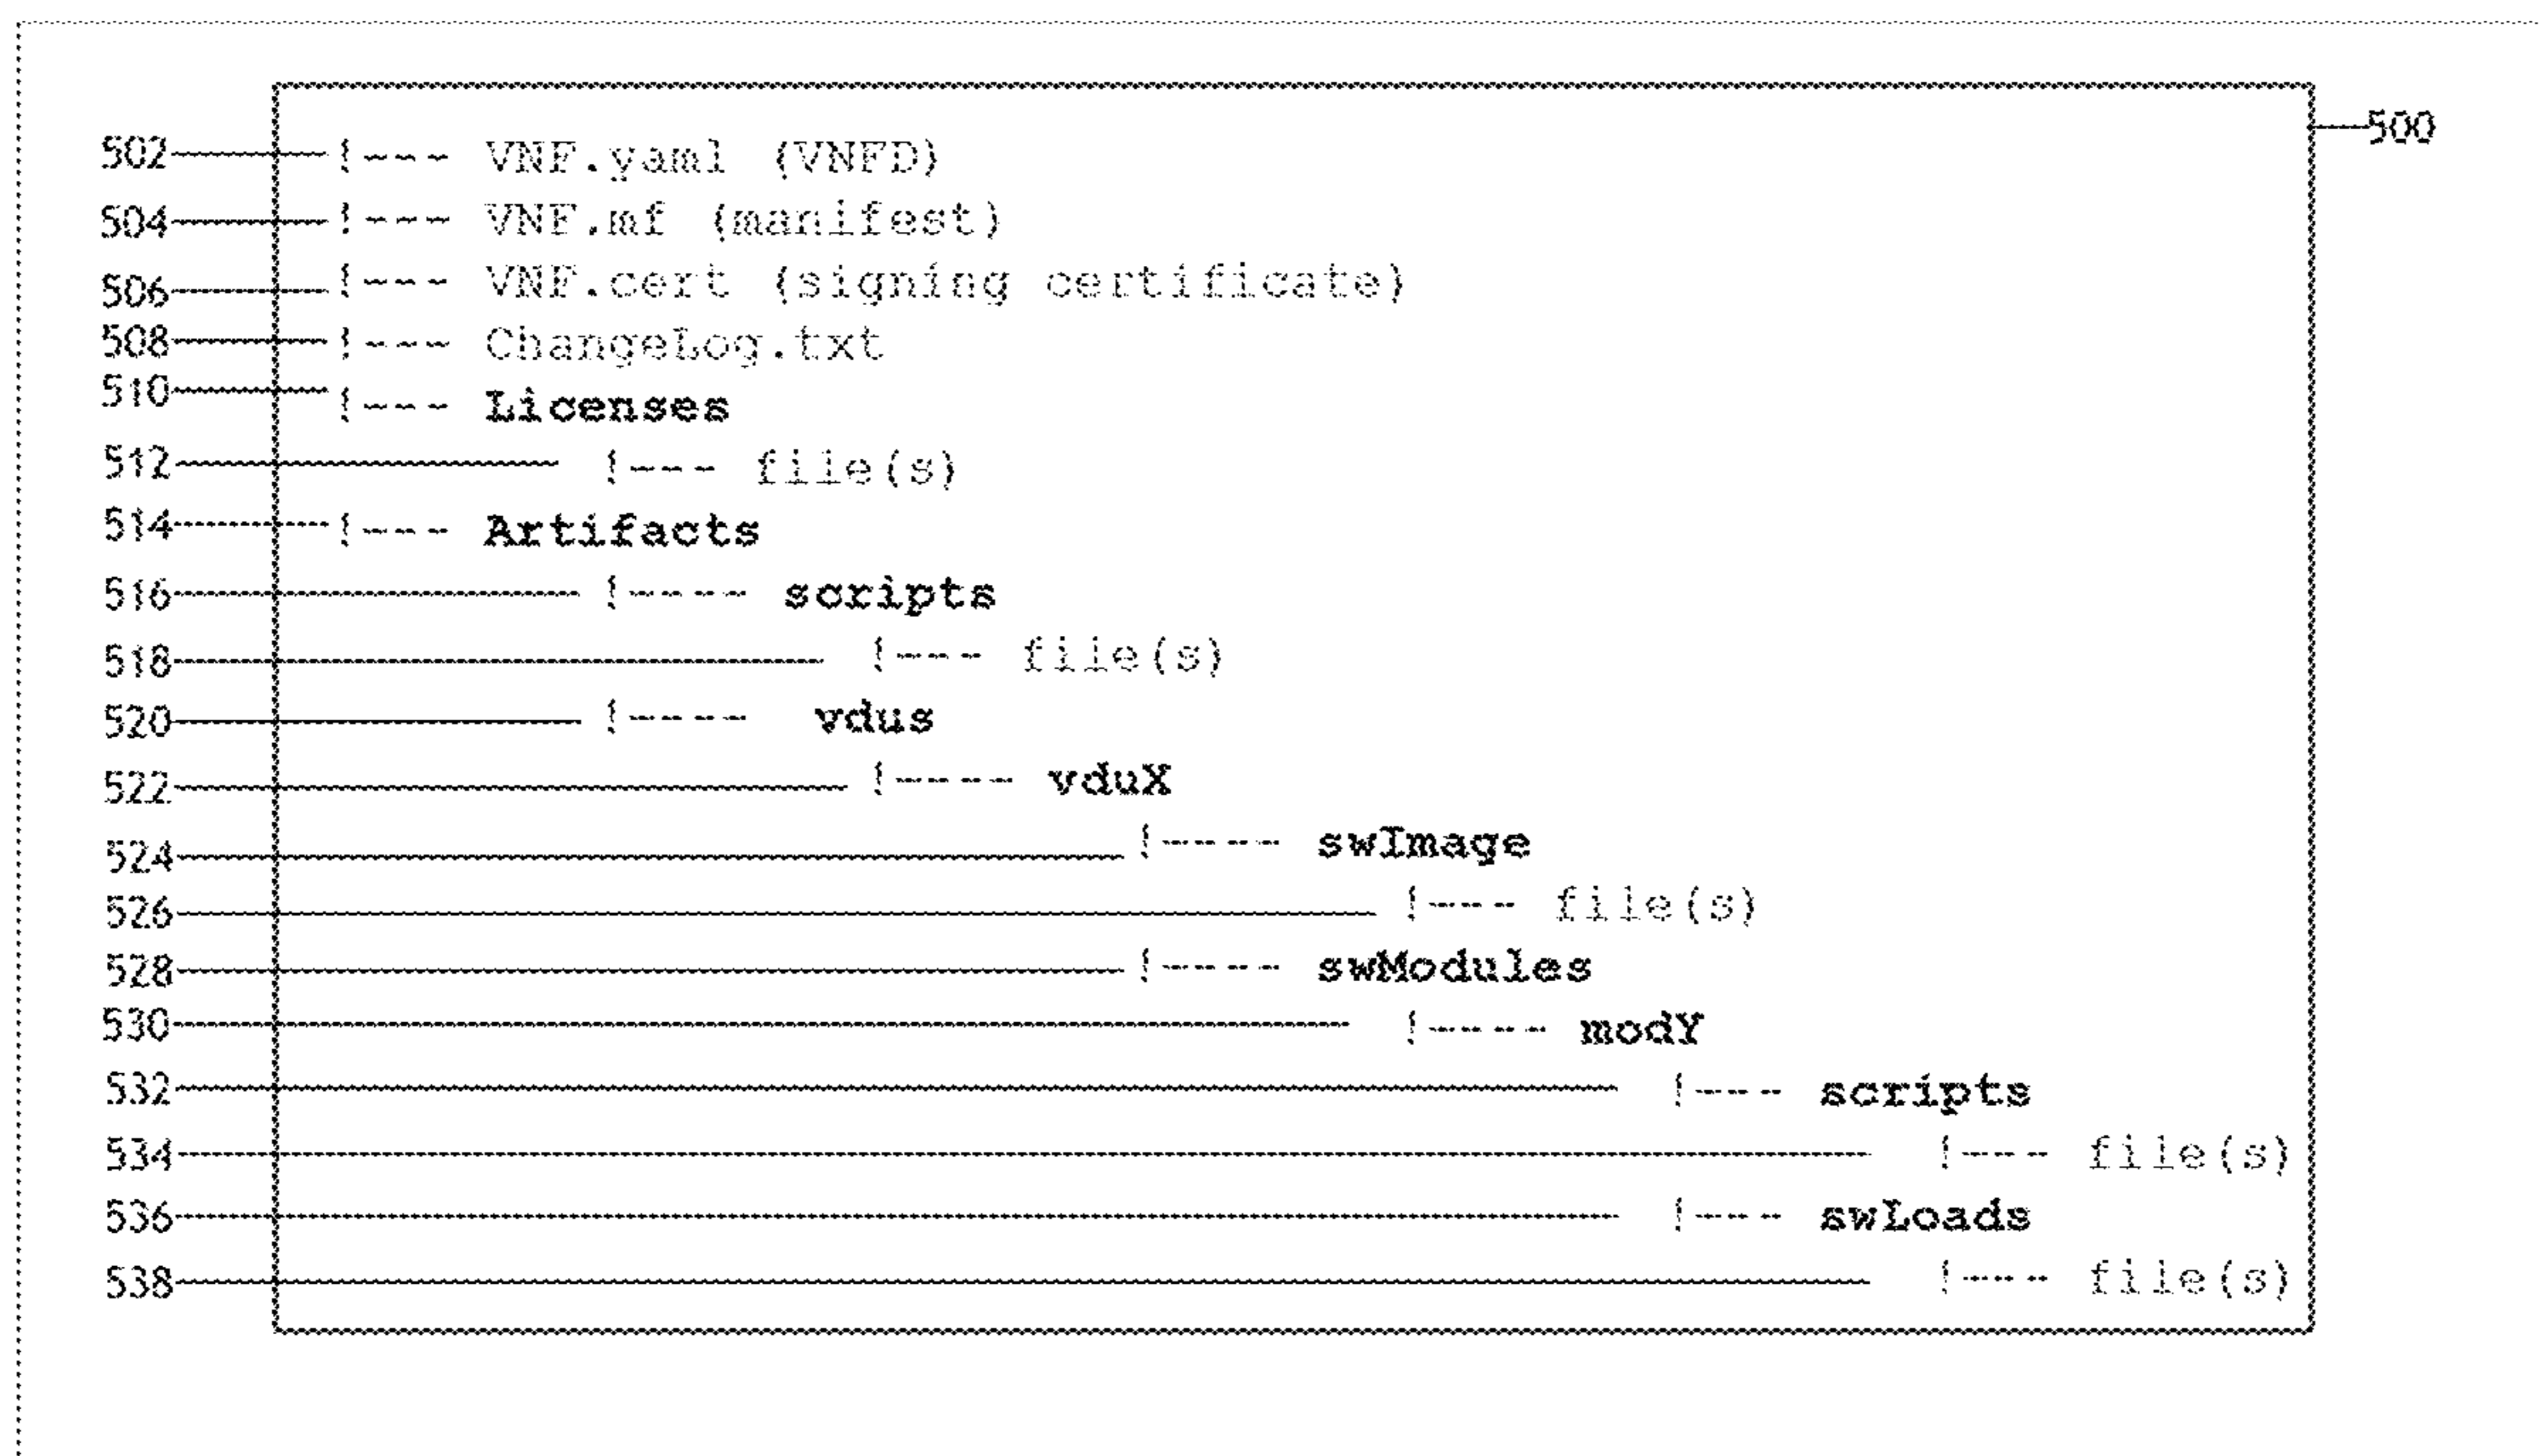 500
502 |--- VNF.yaml (VNFD)
504 |--- VNF.mf (manifest)
506 |--- VNF.cert (signing certificate)
508 |--- ChangeLog.txt
510 |--- Licenses
512 |--- file(s)
514 |--- Artifacts
516 |---- scripts
518 |--- file(s)
520 |---- vdus
522 |---- vduX
524 |---- swImage
526 |--- file(s)
528 |---- swModules
530 |---- modY
532 |--- scripts
534 |--- file(s)
536 |--- swLoads
538 |--- file(s)